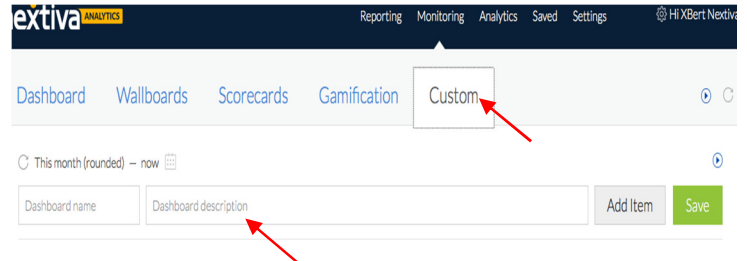 nextiva ANALYTICS
Reporting Monitoring Analytics Saved Settings Hi XBert Nextiva
Dashboard Wallboards Scorecards Gamification Custom
This month (rounded) – now
Dashboard name Dashboard description Add Item Save